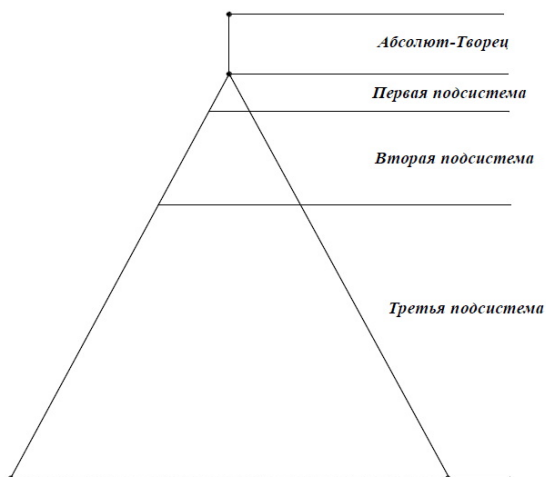 Абсолют-Творец
Первая подсистема
Вторая подсистема
Третья подсистема